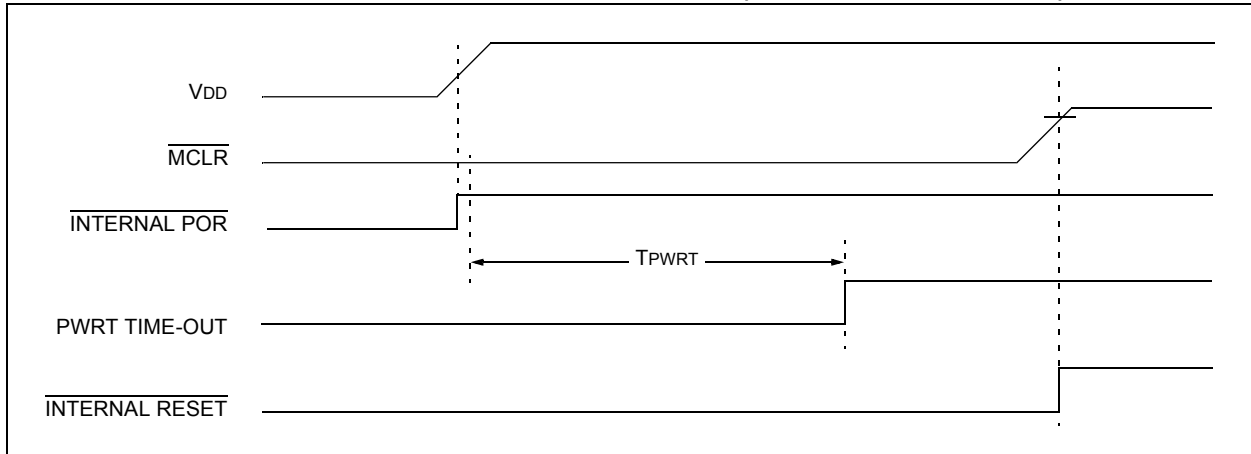 VDD
MCLR
INTERNAL POR
TPWRT
PWRT TIME-OUT
INTERNAL RESET